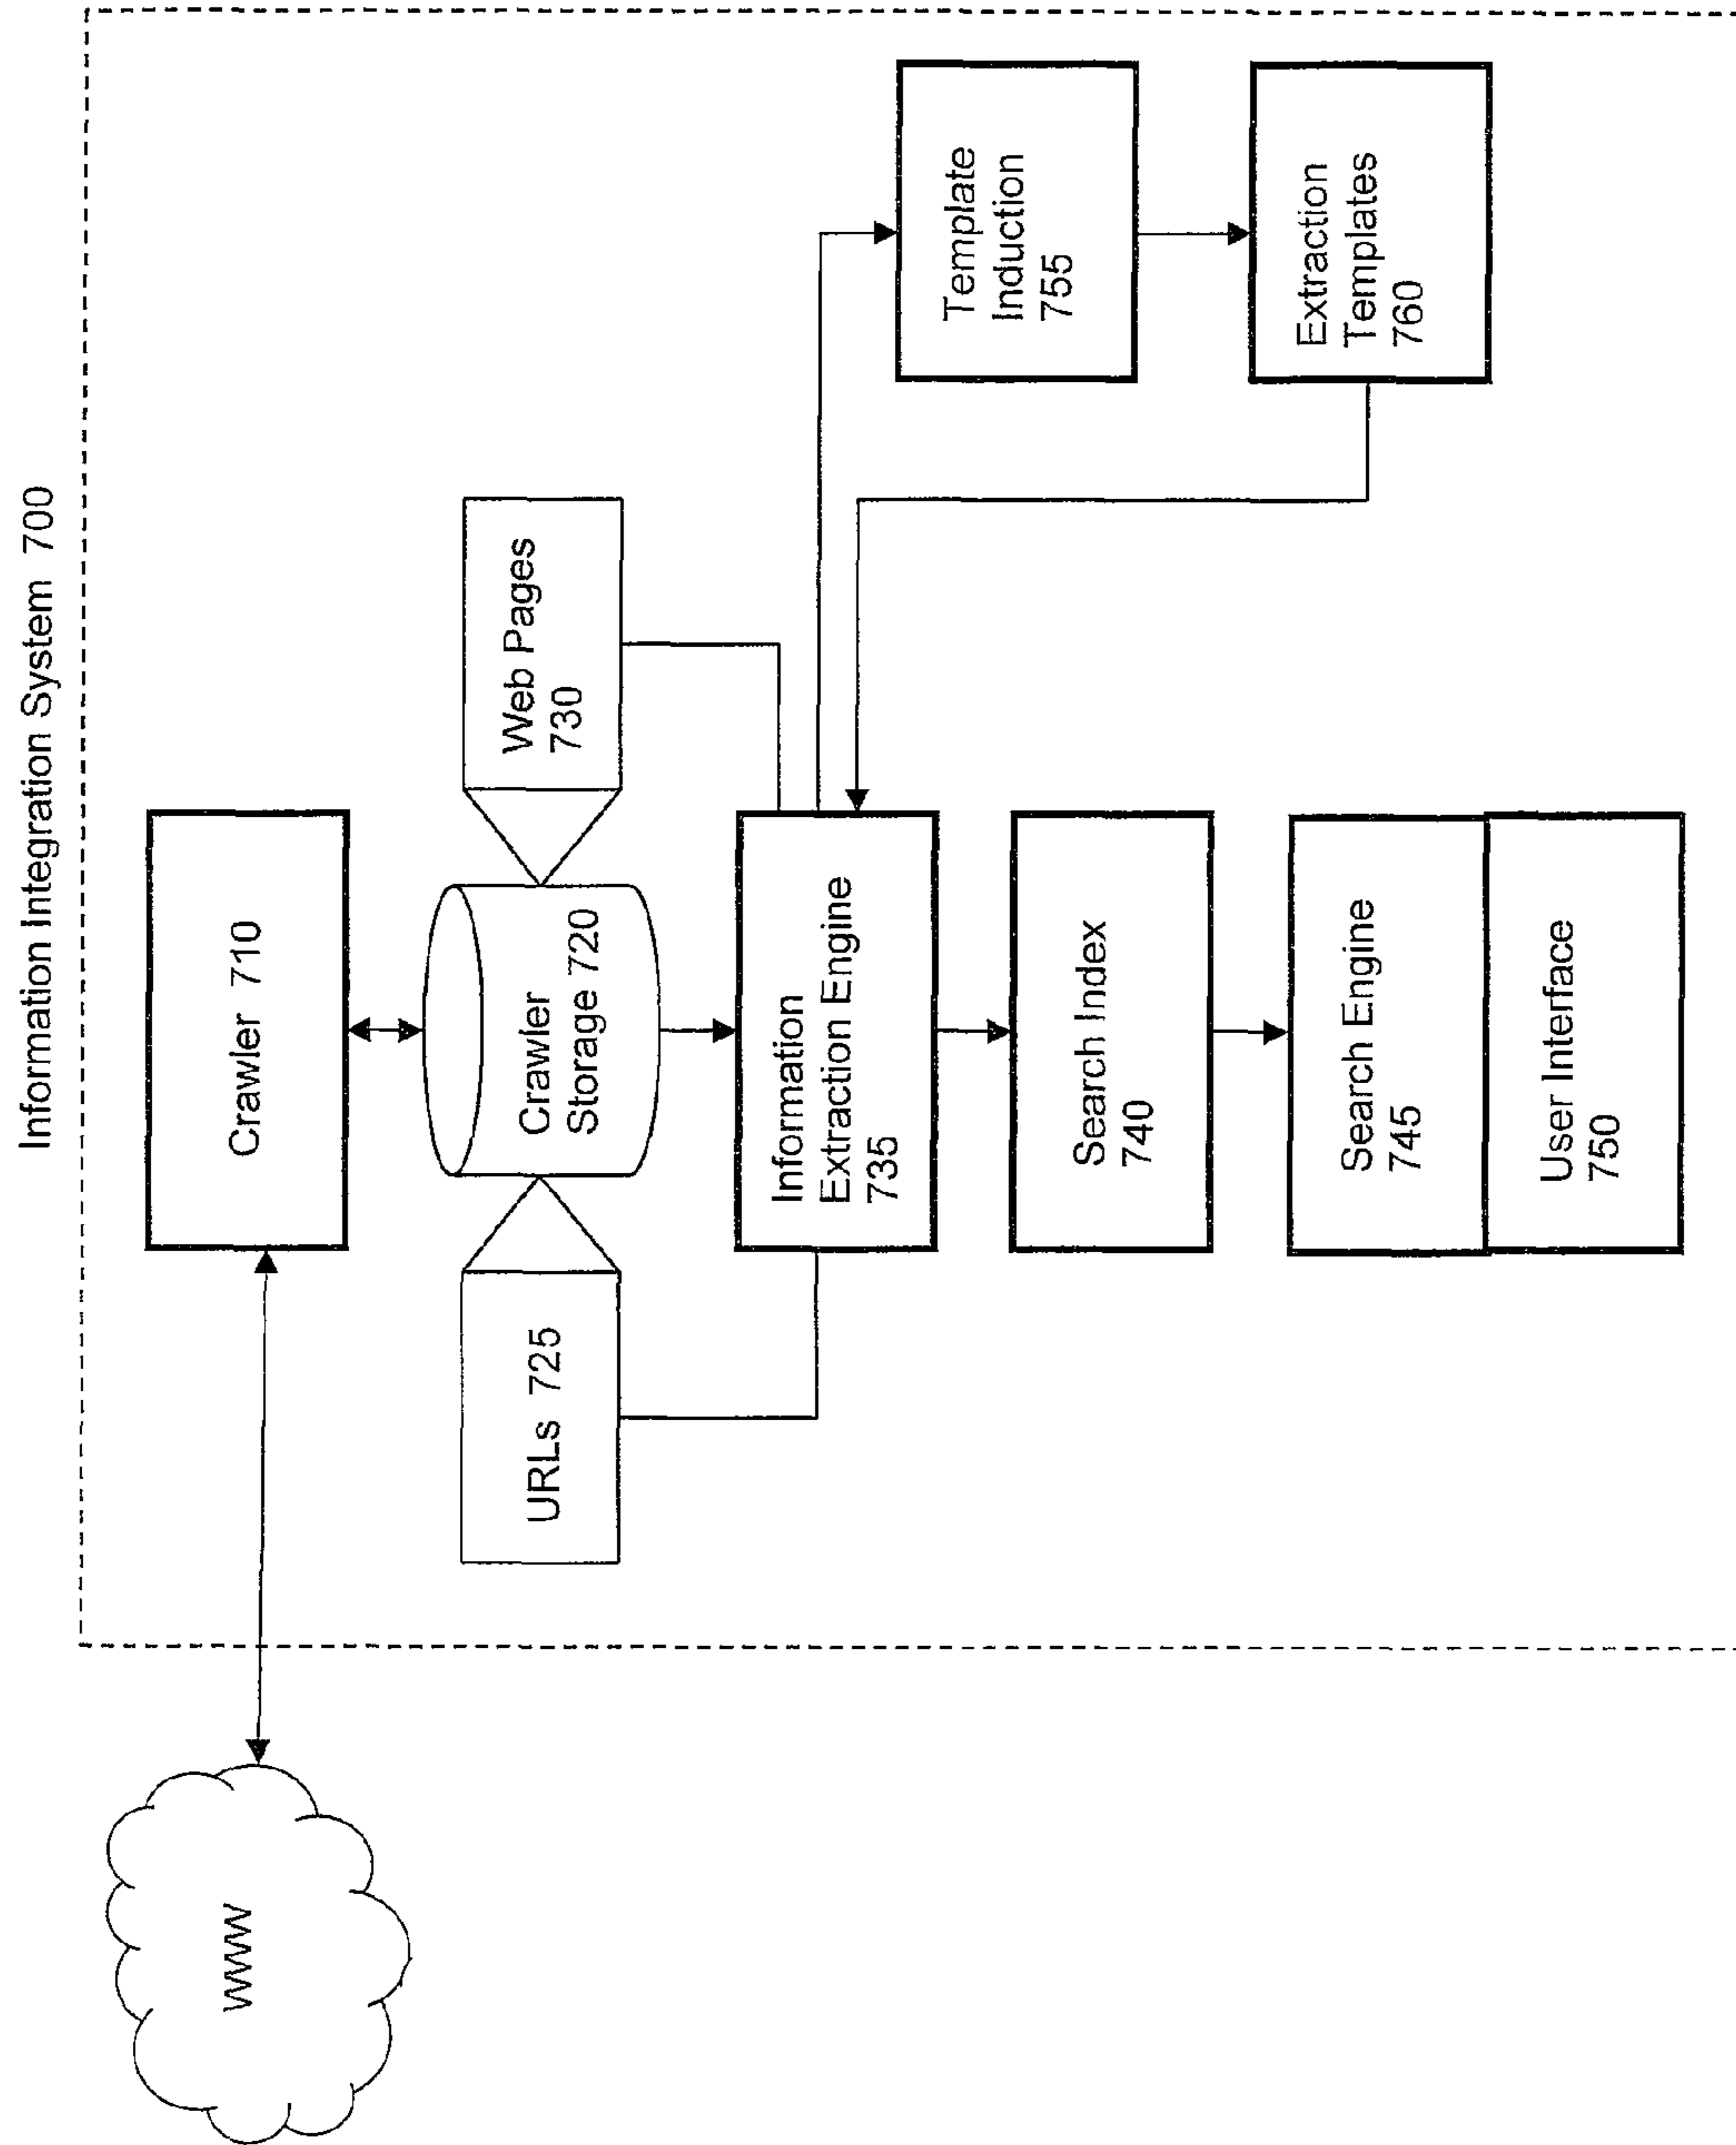 Information Integration System 700
WWW
Crawler 710
URLs 725
Crawler
Storage 720
Web Pages
730
Information
Extraction Engine
735
Template
Induction
755
Search Index
740
Extraction
Templates
760
Search Engine
745
User Interface
750